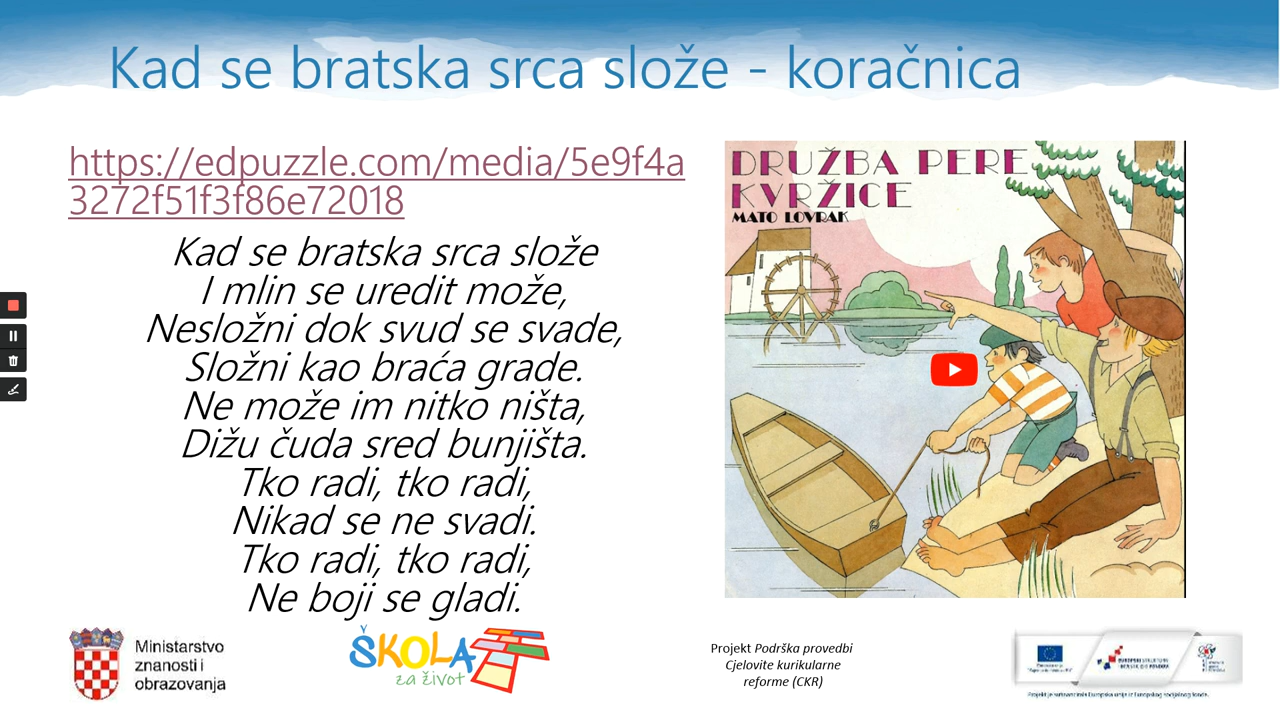 Kad se bratska srca slože - koračnica
https://edpuzzle.com/media/5e9f4a
3272f51f3f86e72018
Kad se bratska srca slože
I mlin se uredit može,
Nesložni dok svud se svade,
Složni kao braća grade.
Ne može im nitko ništa,
Dižu čuda sred bunjišta.
Tko radi, tko radi,
Nikad se ne svadi.
Tko radi, tko radi,
Ne boji se gladi.
DRUŽBA PERE
KVRŽICE
MATO LOVRAK
Ministarstvo
znanosti i
obrazovanja
ŠKOLA
za život
Projekt Podrška provedbi
Cjelovite kurikularne
reforme (CKR)